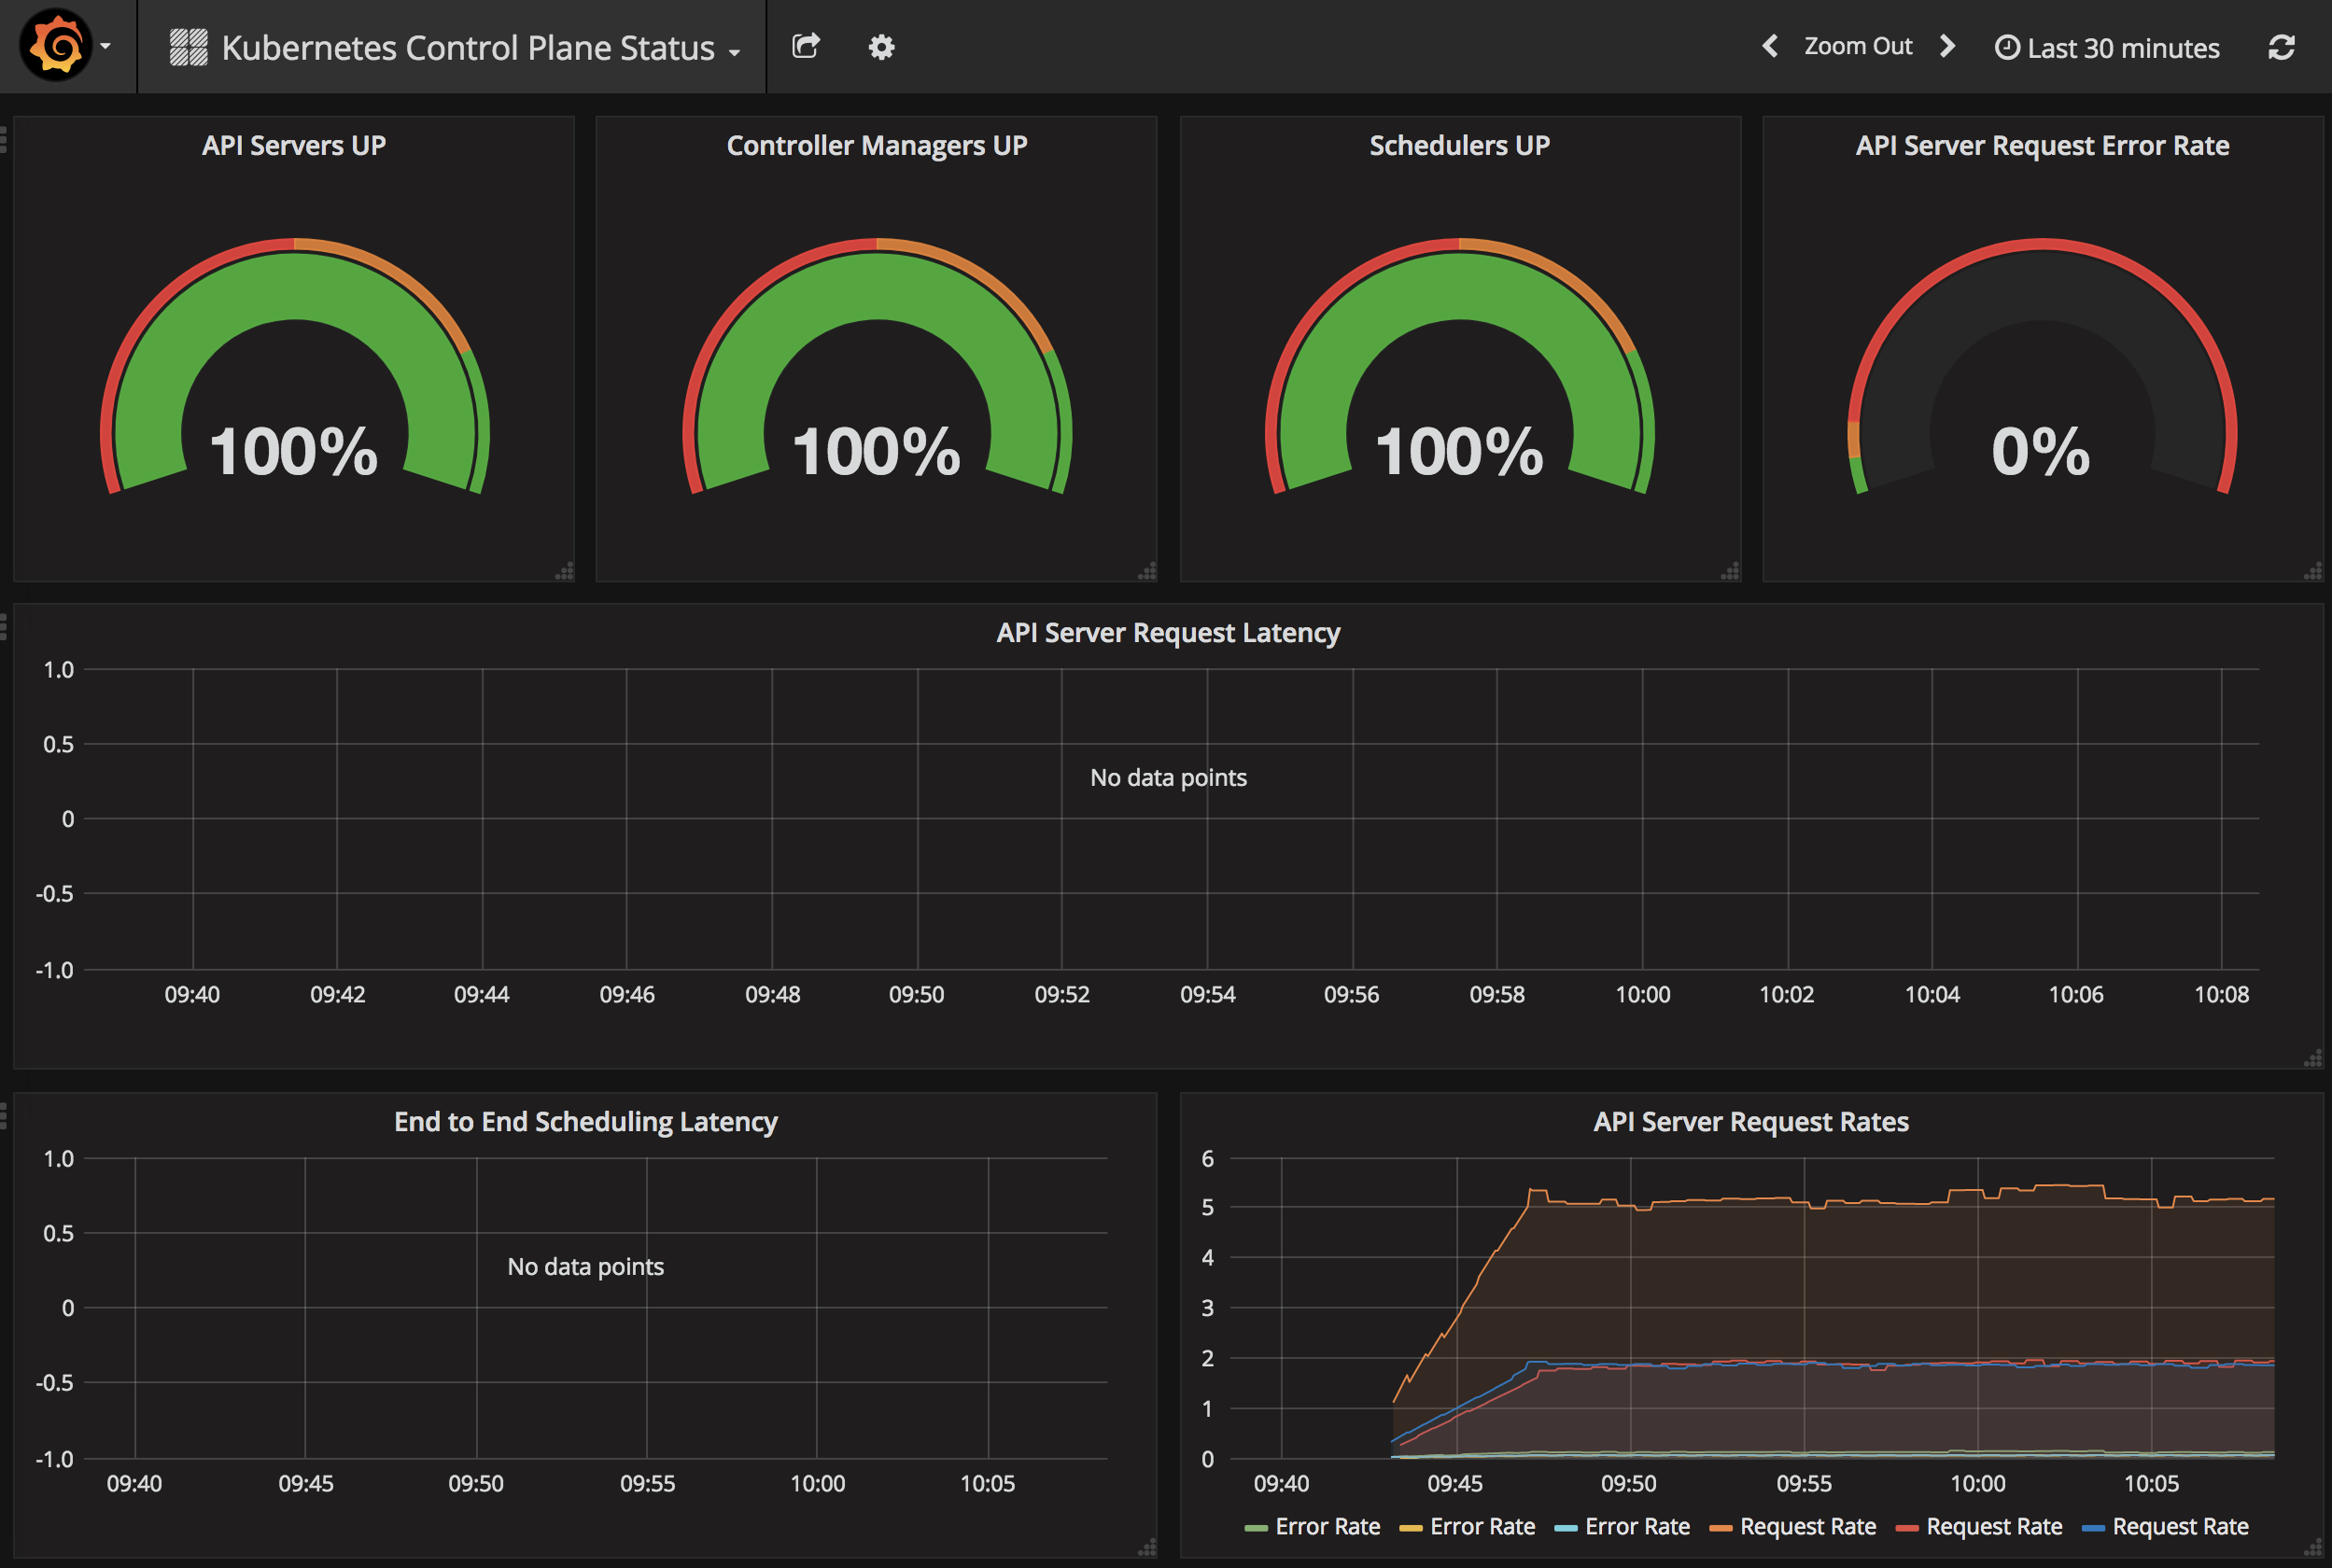 Kubernetes Control Plane Status
Zoom Out
Last 30 minutes
API Servers UP
100%
Controller Managers UP
100%
Schedulers UP
100%
API Server Request Error Rate
0%
API Server Request Latency
1.0
0.5
0
-0.5
-1.0
No data points
09:40 09:42 09:44 09:46 09:48 09:50 09:52 09:54 09:56 09:58 10:00 10:02 10:04 10:06 10:08
End to End Scheduling Latency
1.0
0.5
0
-0.5
-1.0
No data points
09:40 09:45 09:50 09:55 10:00 10:05
API Server Request Rates
6
5
4
3
2
1
0
09:40 09:45 09:50 09:55 10:00 10:05
Error Rate Error Rate Error Rate Request Rate Request Rate Request Rate